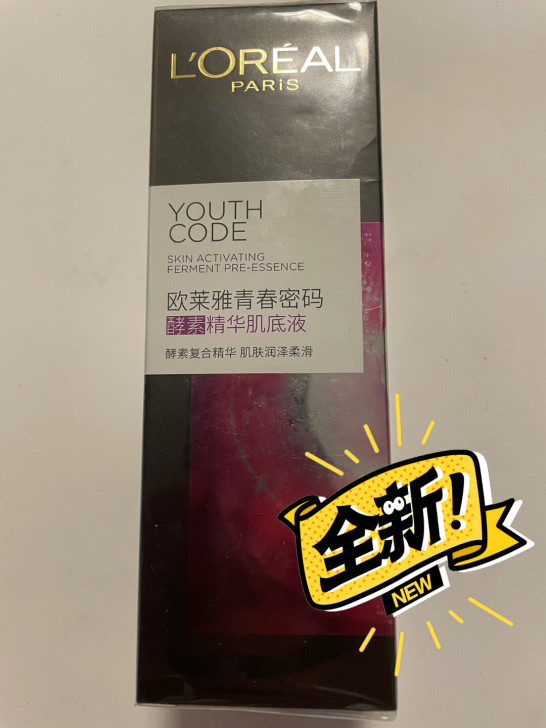 L'ORÉAL
PARiS
YOUTH
CODE
SKIN ACTIVATING
FERMENT PRE-ESSENCE
欧莱雅青春密码
酵素精华肌底液
酵素复合精华 肌肤润泽柔滑
全新!
NEW